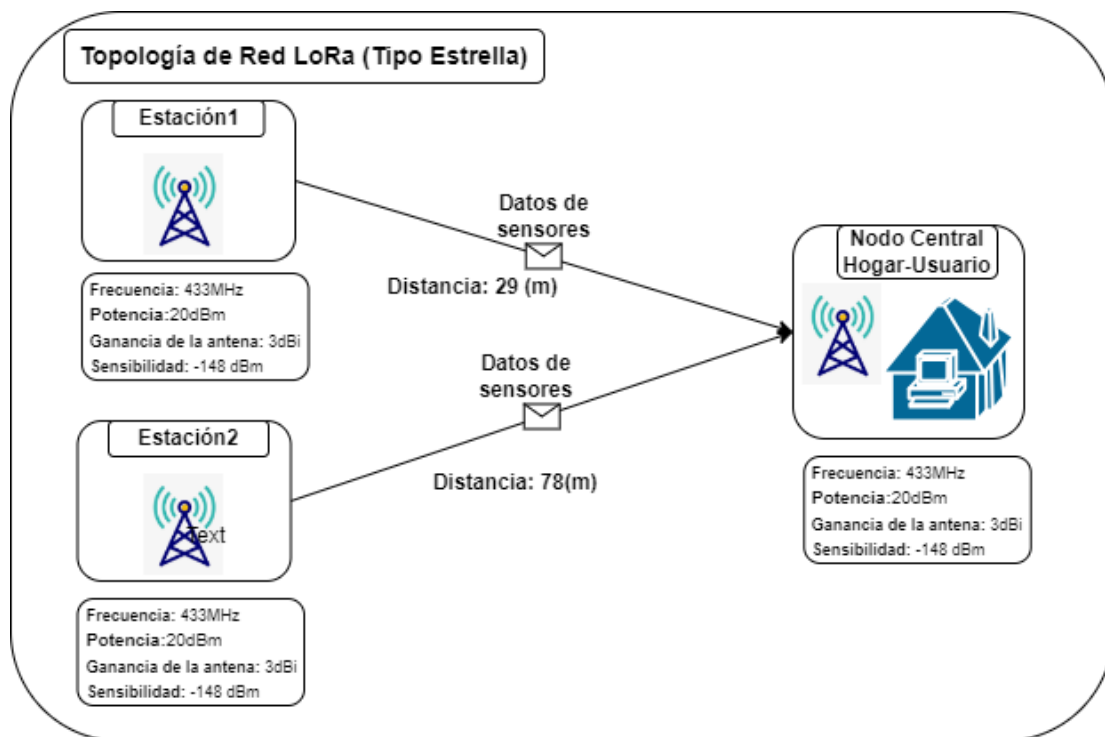 Topología de Red LoRa (Tipo Estrella)
Estación1
Frecuencia: 433MHz
Potencia:20dBm
Ganancia de la antena: 3dBi
Sensibilidad: -148 dBm
Datos de
sensores
Distancia: 29 (m)
Nodo Central
Hogar-Usuario
Datos de
sensores
Distancia: 78(m)
Estación2
Text
Frecuencia: 433MHz
Potencia:20dBm
Ganancia de la antena: 3dBi
Sensibilidad: -148 dBm
Frecuencia: 433MHz
Potencia:20dBm
Ganancia de la antena: 3dBi
Sensibilidad: -148 dBm